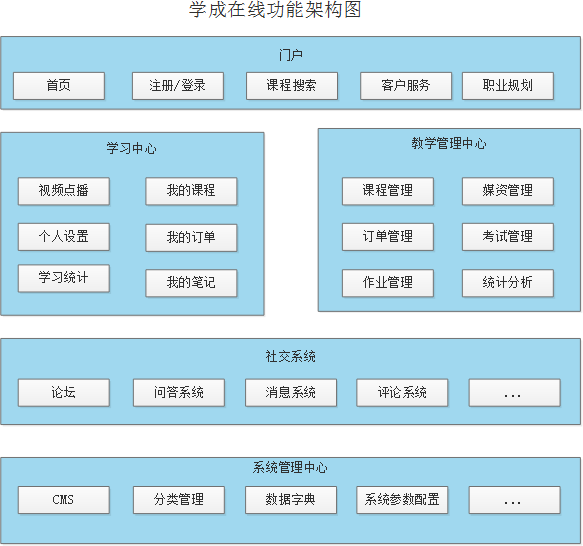 学成在线功能架构图
门户
首页 注册/登录 课程搜索 客户服务 职业规划
学习中心
视频点播 我的课程
个人设置 我的订单
学习统计 我的笔记
教学管理中心
课程管理 媒资管理
订单管理 考试管理
作业管理 统计分析
社交系统
论坛 问答系统 消息系统 评论系统 ...
系统管理中心
CMS 分类管理 数据字典 系统参数配置 ...